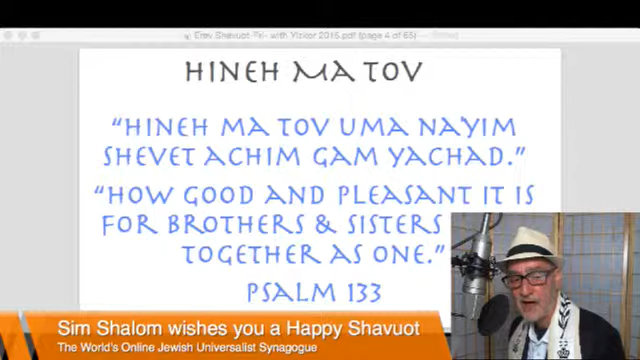 Erev Shavuot-Fri- with Yizkor 2016.pdf (page 4 of 65)
HINEH MA TOV
“HINEH MA TOV UMA NA'YIM
SHEVET ACHIM GAM YACHAD.”
“HOW GOOD AND PLEASANT IT IS
FOR BROTHERS & SISTERS
TOGETHER AS ONE.”
PSALM 133
Sim Shalom wishes you a Happy Shavuot
The World's Online Jewish Universalist Synagogue